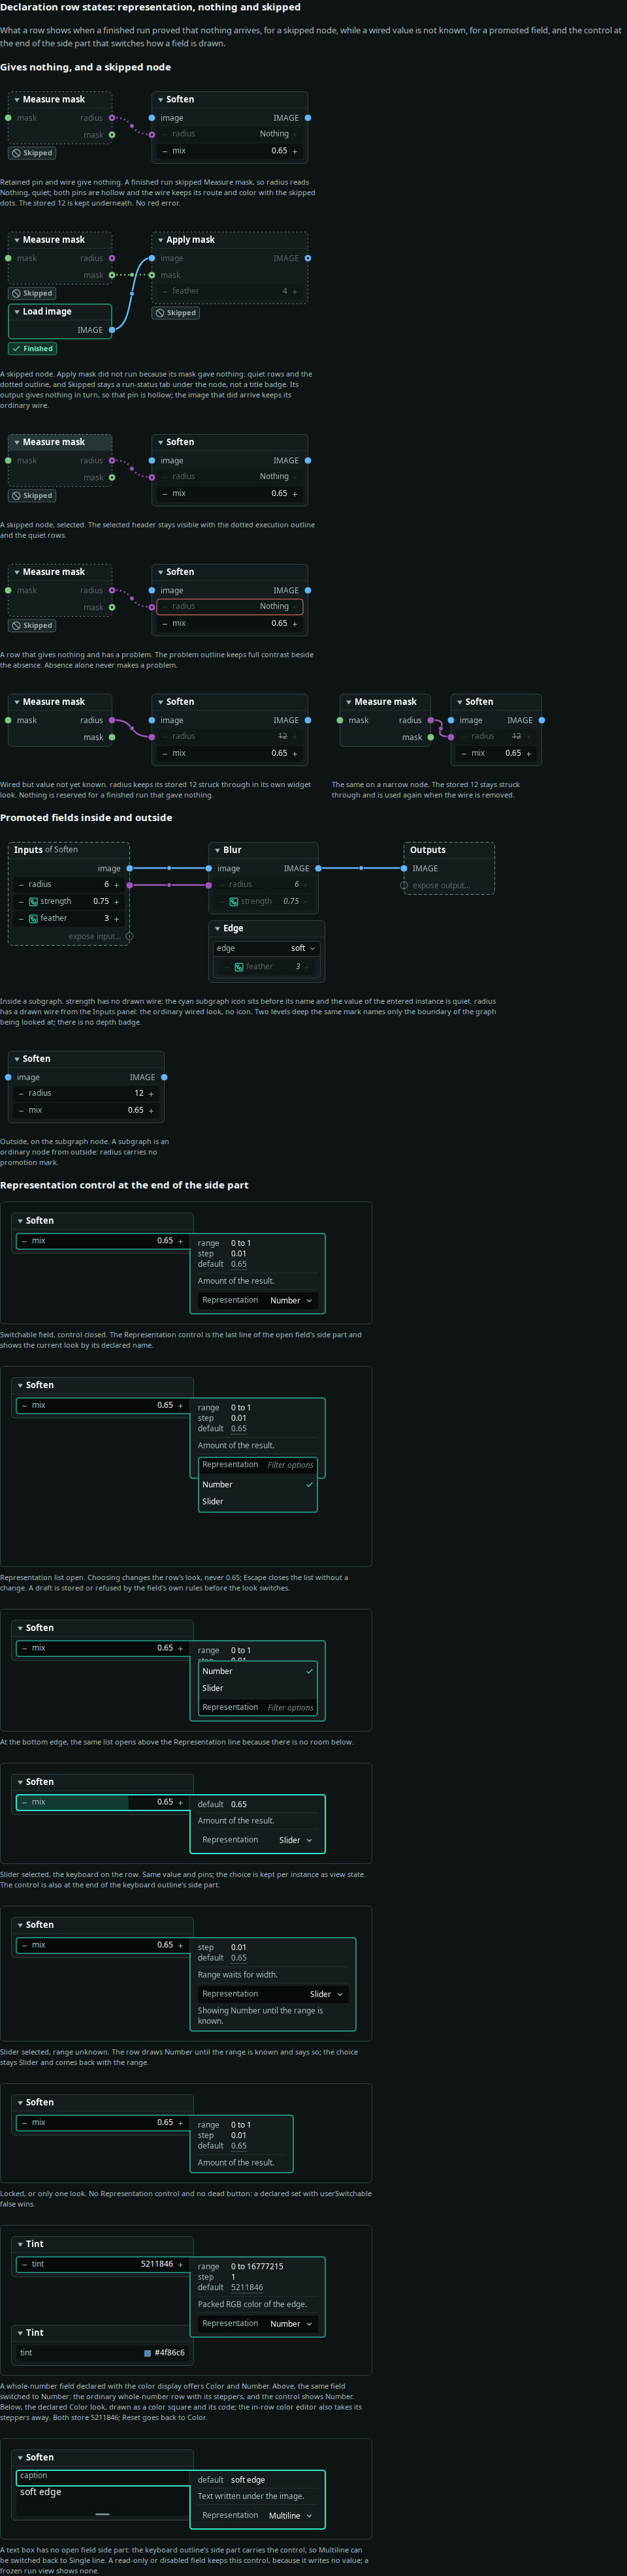 Declaration row states: representation, nothing and skipped
What a row shows when a finished run proved that nothing arrives, for a skipped node, while a wired value is not known, for a promoted field, and the control at
the end of the side part that switches how a field is drawn.
Gives nothing, and a skipped node
Measure mask
Soften
mask radius
image IMAGE
mask
– radius Nothing +
– mix 0.65 +
Skipped
Retained pin and wire give nothing. A finished run skipped Measure mask, so radius reads
Nothing, quiet; both pins are hollow and the wire keeps its route and color with the skipped
dots. The stored 12 is kept underneath. No red error.
Measure mask
Apply mask
mask radius
image IMAGE
mask
mask
– feather 4 +
Skipped
Skipped
Load image
IMAGE
Finished
A skipped node. Apply mask did not run because its mask gave nothing: quiet rows and the
dotted outline, and Skipped stays a run-status tab under the node, not a title badge. Its
output gives nothing in turn, so that pin is hollow; the image that did arrive keeps its
ordinary wire.
Measure mask
Soften
mask radius
image IMAGE
mask
– radius Nothing +
– mix 0.65 +
Skipped
A skipped node, selected. The selected header stays visible with the dotted execution outline
and the quiet rows.
Measure mask
Soften
mask radius
image IMAGE
mask
– radius Nothing +
– mix 0.65 +
Skipped
A row that gives nothing and has a problem. The problem outline keeps full contrast beside
the absence. Absence alone never makes a problem.
Measure mask
Soften
mask radius
image IMAGE
mask
– radius 12 +
– mix 0.65 +
Wired but value not yet known. radius keeps its stored 12 struck through in its own widget
look. Nothing is reserved for a finished run that gave nothing.
Measure mask
Soften
mask radius
image IMAGE
mask
– radius 12 +
– mix 0.65 +
The same on a narrow node. The stored 12 stays struck
through and is used again when the wire is removed.
Promoted fields inside and outside
Inputs of Soften
image
– radius 6 +
– strength 0.75 +
– feather 3 +
expose input...
Blur
image IMAGE
– radius 6 +
– strength 0.75 +
Edge
edge soft
– feather 3 +
Outputs
IMAGE
expose output...
Inside a subgraph. strength has no drawn wire: the cyan subgraph icon sits before its name and the value of the entered instance is quiet. radius
has a drawn wire from the Inputs panel: the ordinary wired look, no icon. Two levels deep the same mark names only the boundary of the graph
being looked at; there is no depth badge.
Soften
image IMAGE
– radius 12 +
– mix 0.65 +
Outside, on the subgraph node. A subgraph is an
ordinary node from outside: radius carries no
promotion mark.
Representation control at the end of the side part
Soften
– mix 0.65 +
range 0 to 1
step 0.01
default 0.65
Amount of the result.
Representation Number
Switchable field, control closed. The Representation control is the last line of the open field's side part and
shows the current look by its declared name.
Soften
– mix 0.65 +
range 0 to 1
step 0.01
default 0.65
Amount of the result.
Representation Filter options
Number
Slider
Representation list open. Choosing changes the row's look, never 0.65; Escape closes the list without a
change. A draft is stored or refused by the field's own rules before the look switches.
Soften
– mix 0.65 +
range 0 to 1
Number
Slider
Representation Filter options
At the bottom edge, the same list opens above the Representation line because there is no room below.
Soften
– mix 0.65 +
default 0.65
Amount of the result.
Representation Slider
Slider selected, the keyboard on the row. Same value and pins; the choice is kept per instance as view state.
The control is also at the end of the keyboard outline's side part.
Soften
– mix 0.65 +
step 0.01
default 0.65
Range waits for width.
Representation Slider
Showing Number until the range is
known.
Slider selected, range unknown. The row draws Number until the range is known and says so; the choice
stays Slider and comes back with the range.
Soften
– mix 0.65 +
range 0 to 1
step 0.01
default 0.65
Amount of the result.
Locked, or only one look. No Representation control and no dead button: a declared set with userSwitchable
false wins.
Tint
– tint 5211846 +
range 0 to 16777215
step 1
default 5211846
Packed RGB color of the edge.
Representation Number
Tint
tint #4f86c6
A whole-number field declared with the color display offers Color and Number. Above, the same field
switched to Number: the ordinary whole-number row with its steppers, and the control shows Number.
Below, the declared Color look, drawn as a color square and its code; the in-row color editor also takes its
steppers away. Both store 5211846; Reset goes back to Color.
Soften
caption
soft edge
default soft edge
Text written under the image.
Representation Multiline
A text box has no open field side part: the keyboard outline's side part carries the control, so Multiline can
be switched back to Single line. A read-only or disabled field keeps this control, because it writes no value; a
frozen run view shows none.